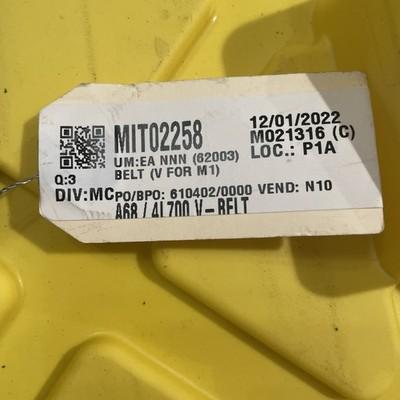 MIT02258
12/01/2022
UM:EA NNN (62003)
M021316 (C)
BELT (V FOR M1)
LOC.: P1A
Q:3
DIV:MC PO/BPO: 610402/0000 VEND: N10
A68 / 4L700 V-BELT